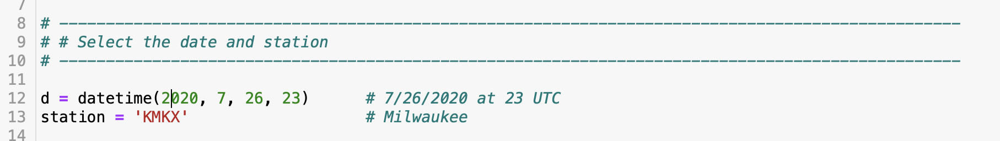 7
8 # -------------------------------------------------------------------------------------------------
9 # # Select the date and station
10 # -------------------------------------------------------------------------------------------------
11
12 d = datetime(2020, 7, 26, 23)      # 7/26/2020 at 23 UTC
13 station = 'KMKX'                   # Milwaukee
14